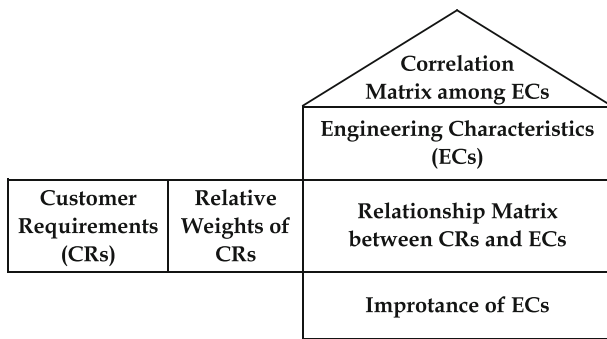 Correlation
Matrix among ECs
Engineering Characteristics
(ECs)
Customer
Requirements
(CRs)
Relative
Weights of
CRs
Relationship Matrix
between CRs and ECs
Improtance of ECs